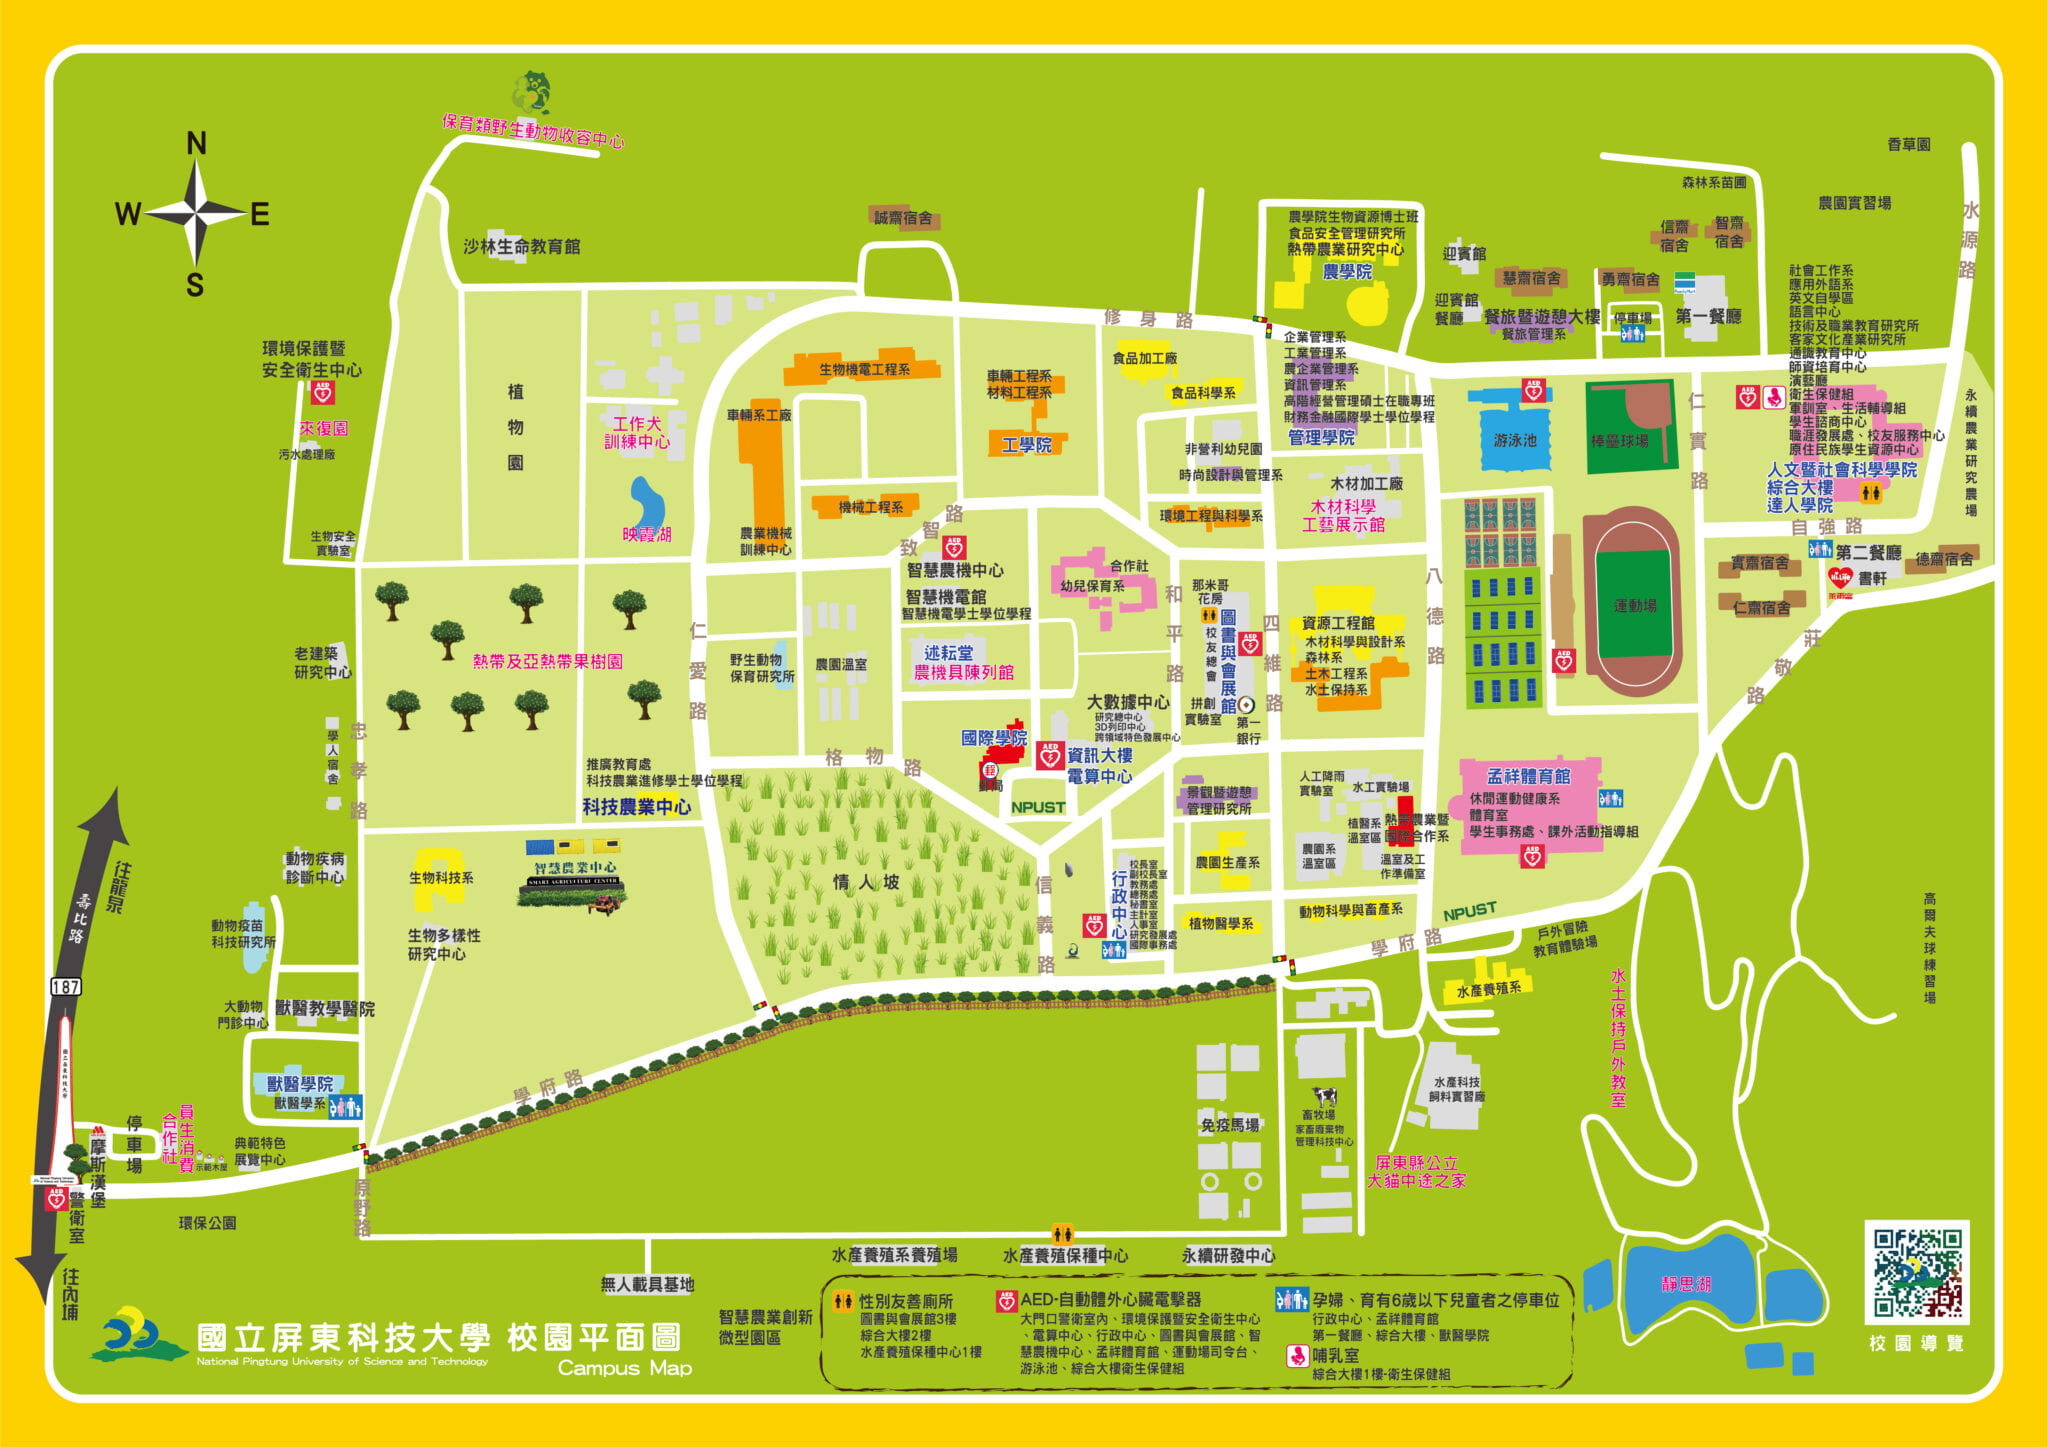 N
W
E
S
保育類野生動物收容中心
沙林生命教育館
誠齋宿舍
農學院生物資源博士班
食品安全管理研究所
熱帶農業研究中心
農學院
迎賓館
迎賓館
餐廳
慧齋宿舍
餐旅暨遊憩大樓
餐旅管理系
勇齋宿舍
停車場
信齋
宿舍
智齋
宿舍
FamilyMart
第一餐廳
森林系苗圃
香草園
農園實習場
水源路
社會工作系
應用外語系
英文自學區
語言中心
技術及職業教育研究所
客家文化產業研究所
通識教育中心
師資培育中心
演藝廳
衛生保健組
軍訓室、生活輔導組
學生諮商中心
職涯發展處、校友服務中心
原住民族學生資源中心
人文暨社會科學學院
綜合大樓
達人學院
自強路
永續農業研究農場
環境保護暨
安全衛生中心
AED
來復園
污水處理廠
生物安全
實驗室
植物園
工作犬
訓練中心
映霞湖
修身路
生物機電工程系
車輛系工廠
農業機械
訓練中心
機械工程系
車輛工程系
材料工程系
工學院
食品加工廠
食品科學系
非營利幼兒園
時尚設計與管理系
環境工程與科學系
企業管理系
工業管理系
農企業管理系
資訊管理系
高階經營管理碩士在職專班
財務金融國際學士學位學程
管理學院
木材加工廠
木材科學
工藝展示館
游泳池
AED
棒壘球場
仁實路
AED
運動場
AED
實齋宿舍
仁齋宿舍
第二餐廳
Hi-Life
萊爾富
書軒
德齋宿舍
莊敬路
致智路
AED
智慧農機中心
智慧機電館
智慧機電學士學位學程
述耘堂
農機具陳列館
合作社
幼兒保育系
和平路
那米哥
花房
校友總會
圖書與會展館
AED
拼創
實驗室
第一
銀行
四維路
資源工程館
木材科學與設計系
森林系
土木工程系
水土保持系
八德路
老建築
研究中心
熱帶及亞熱帶果樹園
仁愛路
野生動物
保育研究所
農園溫室
學人宿舍
忠孝路
推廣教育處
科技農業進修學士學位學程
科技農業中心
格物路
國際學院
郵局
AED
資訊大樓
電算中心
大數據中心
研究總中心
3D列印中心
跨領域特色發展中心
NPUST
景觀暨遊憩
管理研究所
農園生產系
植物醫學系
人工降雨
實驗室
水工實驗場
植醫系
溫室區
熱帶農業暨
國際合作系
農園系
溫室區
溫室及工
作準備室
動物科學與畜產系
孟祥體育館
休閒運動健康系
體育室
學生事務處、課外活動指導組
AED
NPUST
學府路
戶外冒險
教育體驗場
水產養殖系
水土保持戶外教室
高爾夫球練習場
動物疾病
診斷中心
生物科技系
智慧農業中心
SMART AGRICULTURE CENTER
生物多樣性
研究中心
情人坡
信義路
行政中心
校長室
副校長室
教務處
總務處
秘書室
主計室
人事室
研究發展處
國際事務處
AED
動物疫苗
科技研究所
大動物
門診中心
獸醫教學醫院
獸醫學院
獸醫學系
典範特色
展覽中心
往龍泉
壽比路
187
國立屏東科技大學
停車場
員生消費
合作社
示範木屋
摩斯漢堡
AED
警衛室
往內埔
環保公園
學府路
原野路
免疫馬場
畜牧場
家畜廢棄物
管理科技中心
水產科技
飼料實習廠
屏東縣公立
犬貓中途之家
靜思湖
水產養殖系養殖場
水產養殖保種中心
永續研發中心
無人載具基地
智慧農業創新
微型園區
國立屏東科技大學 校園平面圖
National Pingtung University of Science and Technology
Campus Map
性別友善廁所
圖書與會展館3樓
綜合大樓2樓
水產養殖保種中心1樓
AED-自動體外心臟電擊器
大門口警衛室內、環境保護暨安全衛生中心
、電算中心、行政中心、圖書與會展館、智
慧農機中心、孟祥體育館、運動場司令台、
游泳池、綜合大樓衛生保健組
孕婦、育有6歲以下兒童者之停車位
行政中心、孟祥體育館
第一餐廳、綜合大樓、獸醫學院
哺乳室
綜合大樓1樓-衛生保健組
校園導覽